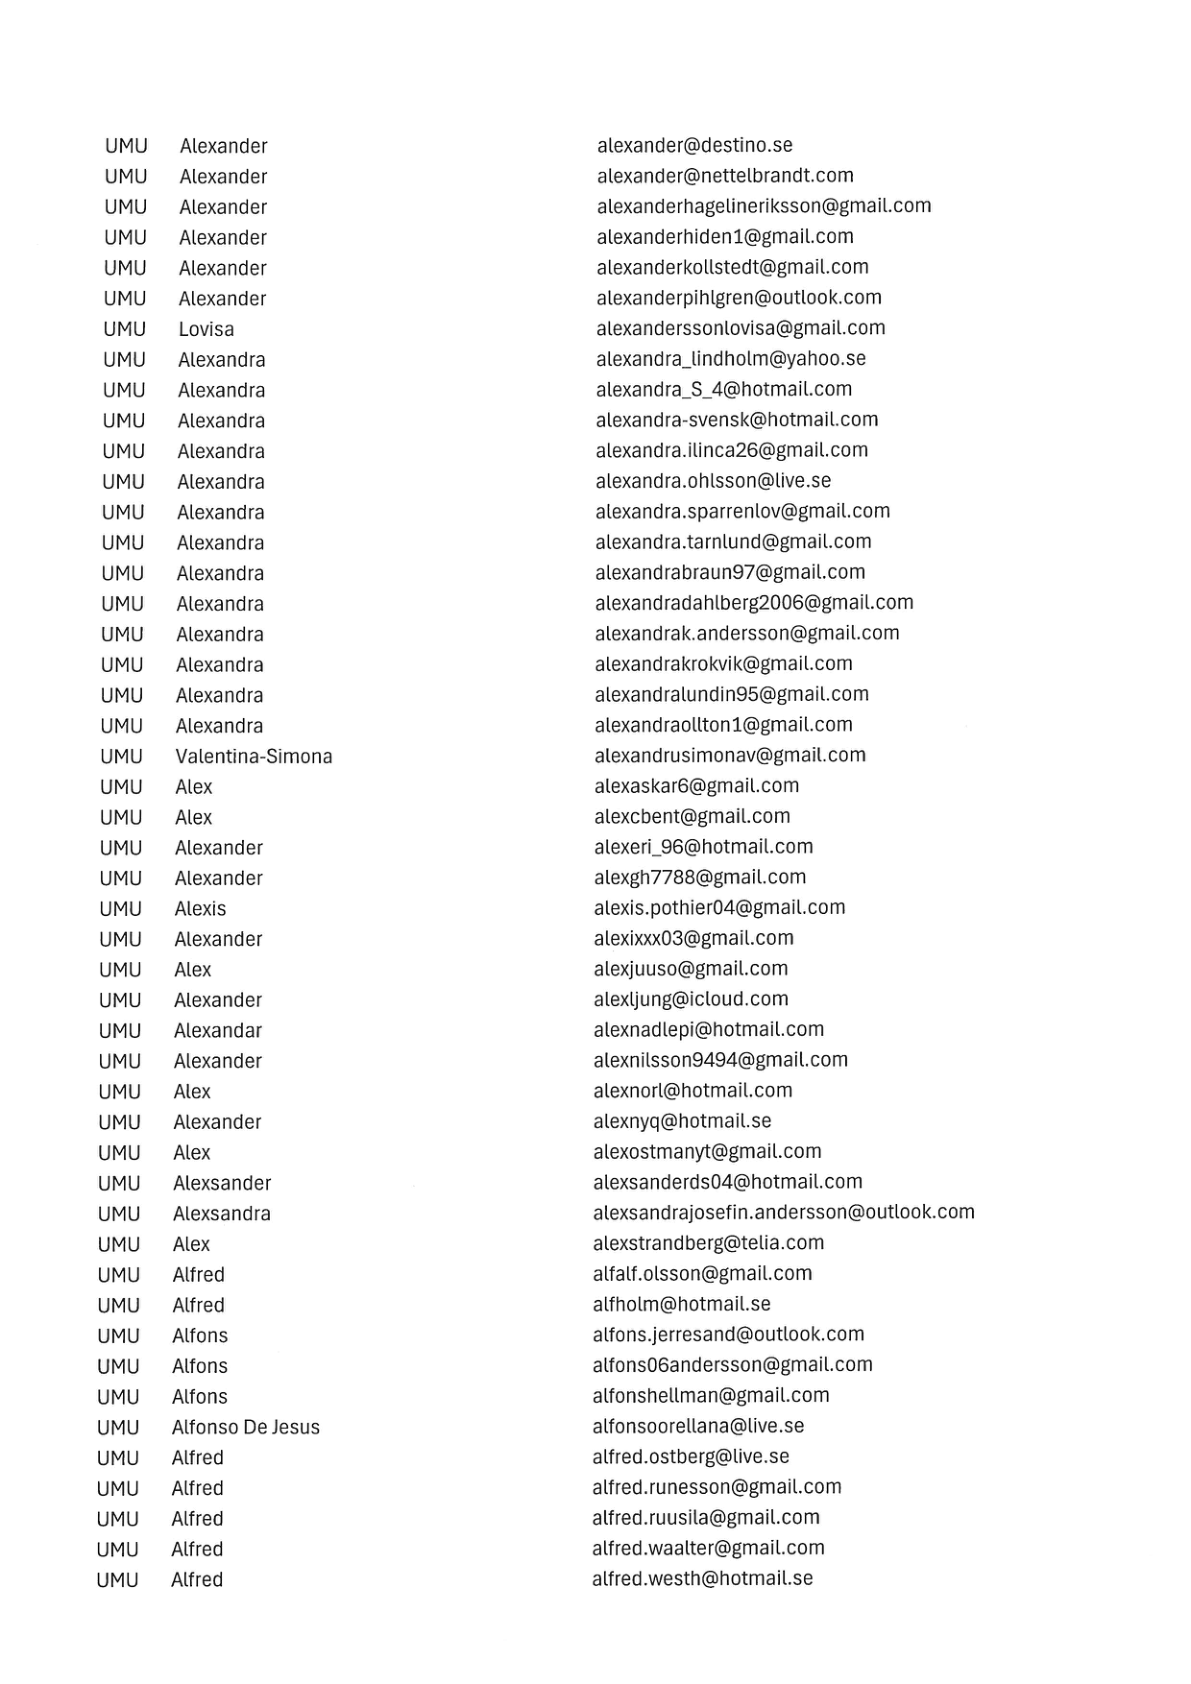 UMU Alexander alexander@destino.se
UMU Alexander alexander@nettelbrandt.com
UMU Alexander alexanderhagelineriksson@gmail.com
UMU Alexander alexanderhiden1@gmail.com
UMU Alexander alexanderkollstedt@gmail.com
UMU Alexander alexanderpihlgren@outlook.com
UMU Lovisa alexanderssonlovisa@gmail.com
UMU Alexandra alexandra_lindholm@yahoo.se
UMU Alexandra alexandra_S_4@hotmail.com
UMU Alexandra alexandra-svensk@hotmail.com
UMU Alexandra alexandra.ilinca26@gmail.com
UMU Alexandra alexandra.ohlsson@live.se
UMU Alexandra alexandra.sparrenlov@gmail.com
UMU Alexandra alexandra.tarnlund@gmail.com
UMU Alexandra alexandrabraun97@gmail.com
UMU Alexandra alexandradahlberg2006@gmail.com
UMU Alexandra alexandrak.andersson@gmail.com
UMU Alexandra alexandrakrokvik@gmail.com
UMU Alexandra alexandralundin95@gmail.com
UMU Alexandra alexandraollton1@gmail.com
UMU Valentina-Simona alexandrusimonav@gmail.com
UMU Alex alexaskar6@gmail.com
UMU Alex alexcbent@gmail.com
UMU Alexander alexeri_96@hotmail.com
UMU Alexander alexgh7788@gmail.com
UMU Alexis alexis.pothier04@gmail.com
UMU Alexander alexixxx03@gmail.com
UMU Alex alexjuuso@gmail.com
UMU Alexander alexljung@icloud.com
UMU Alexandar alexnadlepi@hotmail.com
UMU Alexander alexnilsson9494@gmail.com
UMU Alex alexnorl@hotmail.com
UMU Alexander alexnyq@hotmail.se
UMU Alex alexostmanyt@gmail.com
UMU Alexsander alexsanderds04@hotmail.com
UMU Alexsandra alexsandrajosefin.andersson@outlook.com
UMU Alex alexstrandberg@telia.com
UMU Alfred alfalf.olsson@gmail.com
UMU Alfred alfholm@hotmail.se
UMU Alfons alfons.jerresand@outlook.com
UMU Alfons alfons06andersson@gmail.com
UMU Alfons alfonshellman@gmail.com
UMU Alfonso De Jesus alfonsoorellana@live.se
UMU Alfred alfred.ostberg@live.se
UMU Alfred alfred.runesson@gmail.com
UMU Alfred alfred.ruusila@gmail.com
UMU Alfred alfred.waalter@gmail.com
UMU Alfred alfred.westh@hotmail.se